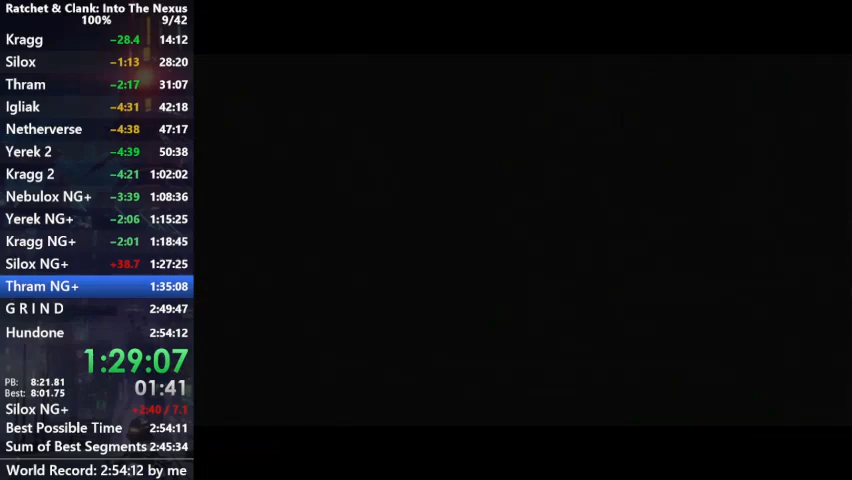 Ratchet & Clank: Into The Nexus
100% 9/42
Kragg −28.4 14:12
Silox −1:13 28:20
Thram −2:17 31:07
Igliak −4:31 42:18
Netherverse −4:38 47:17
Yerek 2 −4:39 50:38
Kragg 2 −4:21 1:02:02
Nebulox NG+ −3:39 1:08:36
Yerek NG+ −2:06 1:15:25
Kragg NG+ −2:01 1:18:45
Silox NG+ +38.7 1:27:25
Thram NG+ 1:35:08
G R I N D 2:49:47
Hundone 2:54:12
1:29:07
PB: 8:21.81 01:41
Best: 8:01.75
Silox NG+ +2:40 / 7.1
Best Possible Time 2:54:11
Sum of Best Segments 2:45:34
World Record: 2:54:12 by me